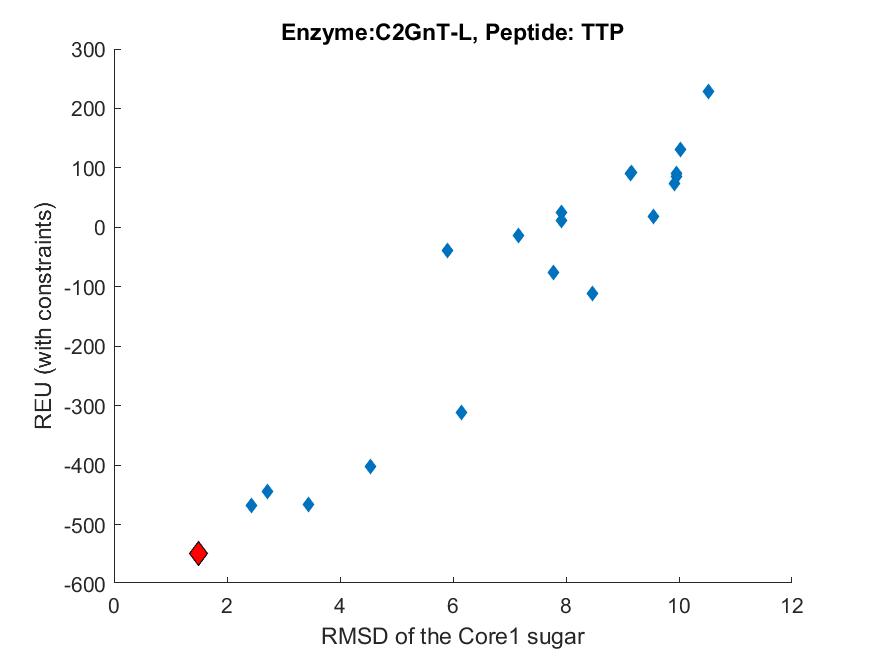 Enzyme:C2GnT-L, Peptide: TTP
300
200
100
0
-100
-200
-300
-400
-500
-600
REU (with constraints)
0 2 4 6 8 10 12
RMSD of the Core1 sugar